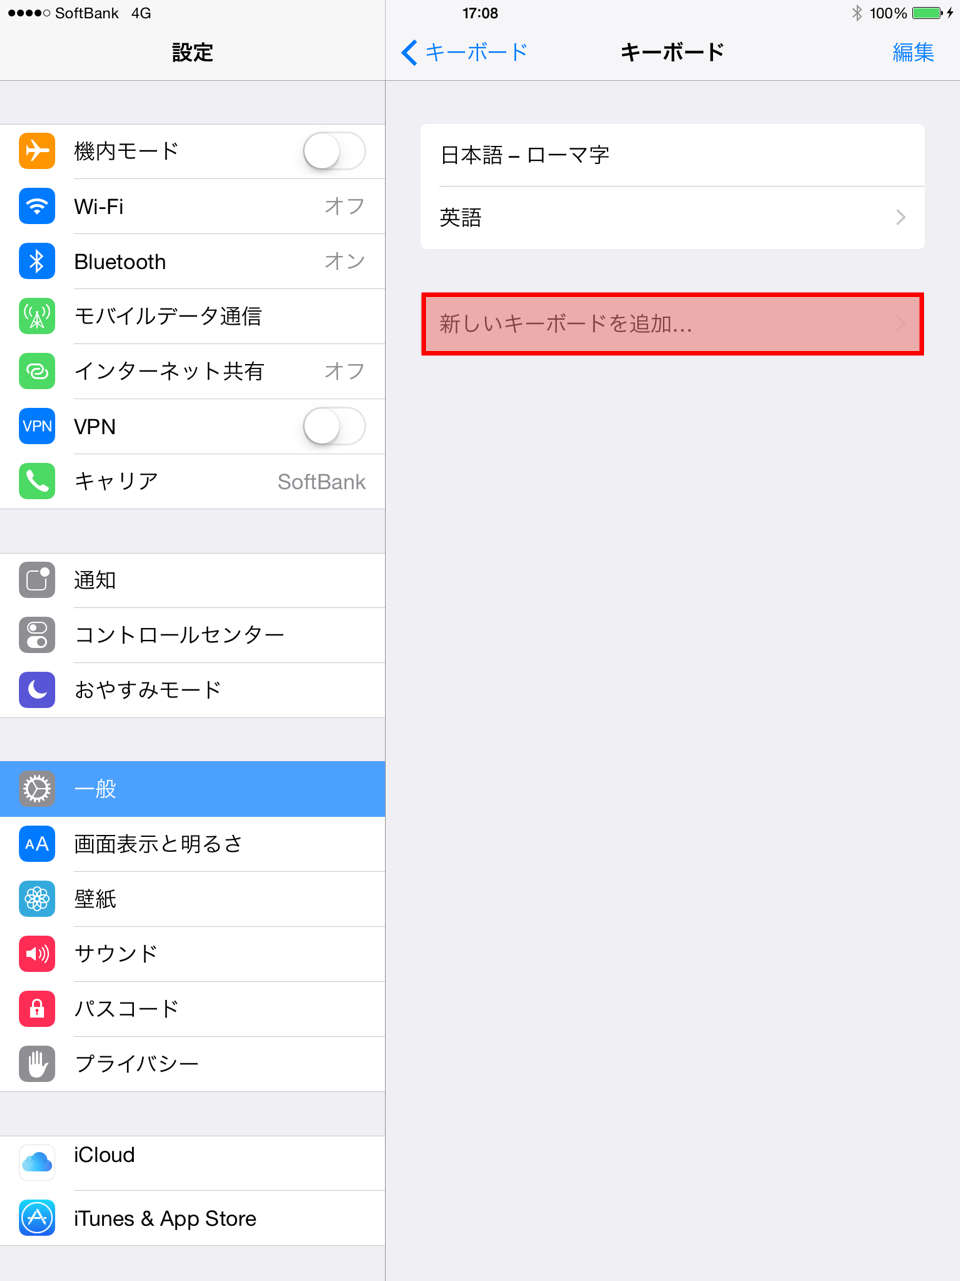 SoftBank 4G 17:08 100%
設定
キーボード キーボード 編集
機内モード
Wi-Fi オフ
Bluetooth オン
モバイルデータ通信
インターネット共有 オフ
VPN VPN
キャリア SoftBank
通知
コントロールセンター
おやすみモード
一般
AA 画面表示と明るさ
壁紙
サウンド
パスコード
プライバシー
iCloud
iTunes & App Store
日本語 – ローマ字
英語
新しいキーボードを追加...